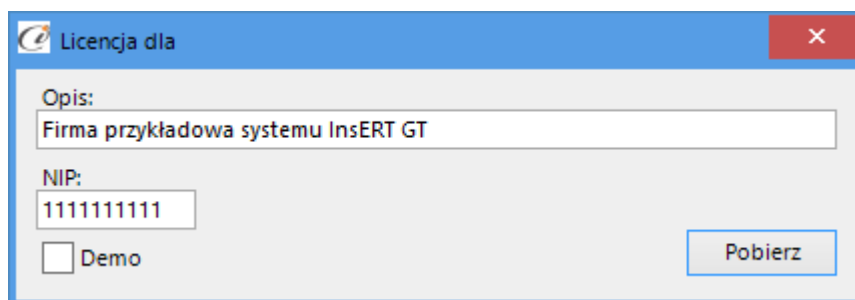 Licencja dla
Opis:
Firma przykładowa systemu InsERT GT
NIP:
1111111111
Demo
Pobierz